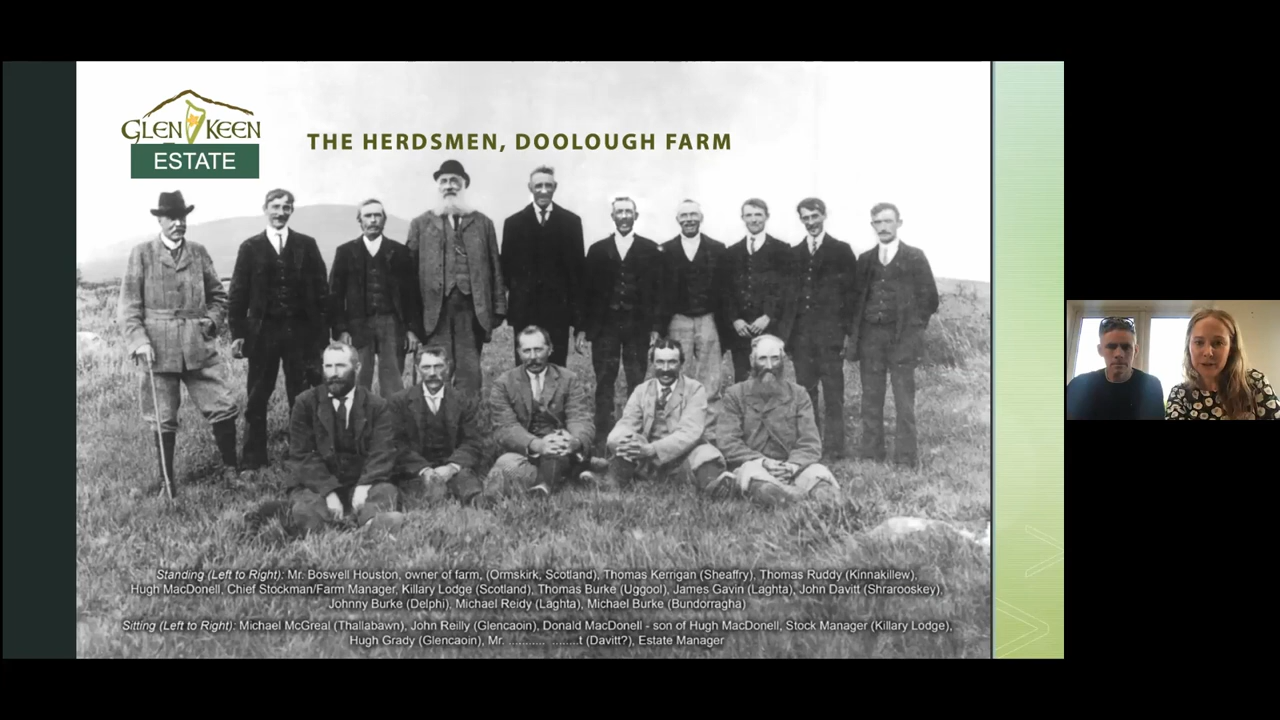 GLEN KEEN
ESTATE
THE HERDSMEN, DOOLOUGH FARM
Standing (Left to Right): Mr. Boswell Houston, owner of farm, (Ormskirk, Scotland), Thomas Kerrigan (Sheaffry), Thomas Ruddy (Kinnakillew),
Hugh MacDonell, Chief Stockman/Farm Manager, Killary Lodge (Scotland), Thomas Burke (Uggool), James Gavin (Laghta), John Davitt (Shrarooskey),
Johnny Burke (Delphi), Michael Reidy (Laghta), Michael Burke (Bundorragha)
Sitting (Left to Right): Michael McGreal (Thallabawn), John Reilly (Glencaoin), Donald MacDonell - son of Hugh MacDonell, Stock Manager (Killary Lodge),
Hugh Grady (Glencaoin), Mr. ........... ........t (Davitt?), Estate Manager